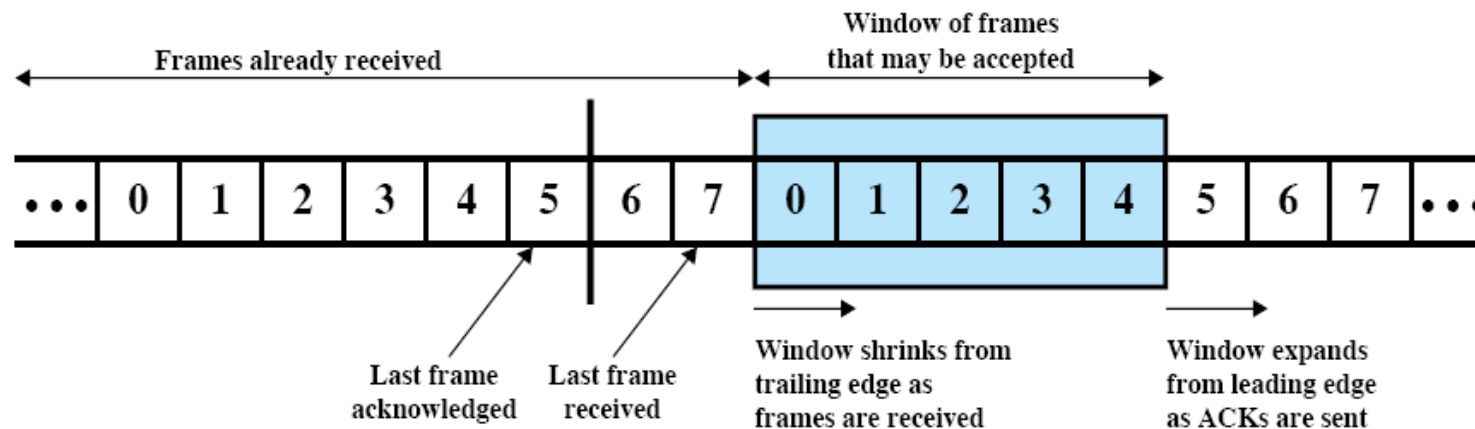 Window of frames
that may be accepted
Frames already received
••• 0 1 2 3 4 5 6 7 0 1 2 3 4 5 6 7 •••
Last frame
acknowledged
Last frame
received
Window shrinks from
trailing edge as
frames are received
Window expands
from leading edge
as ACKs are sent